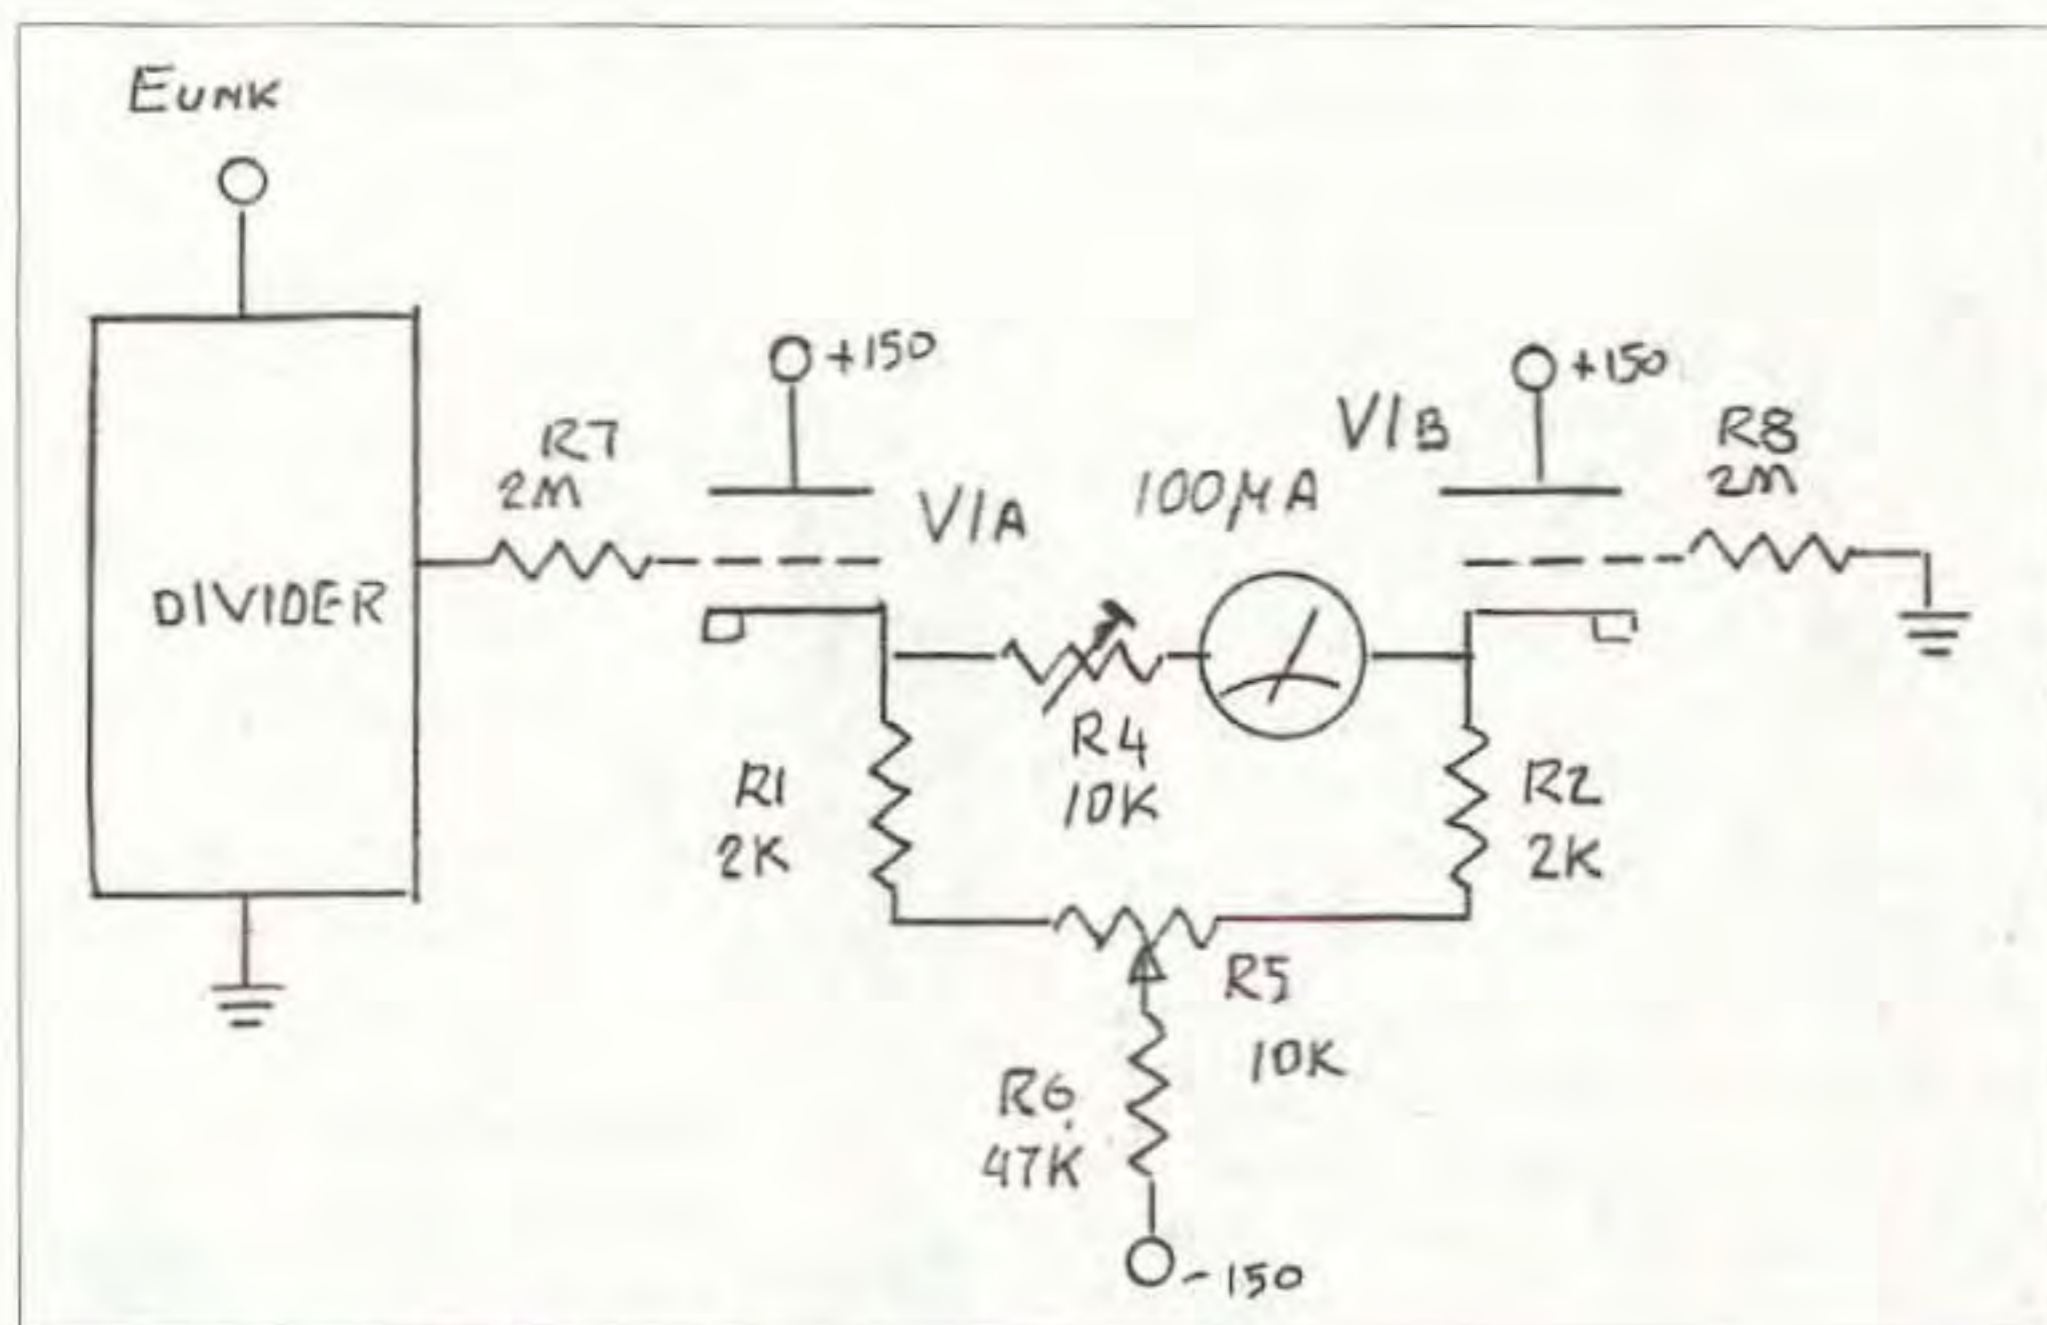 EUNK
+150
+150
V1B
R8
2M
R7
2M
100μA
V1A
DIVIDER
R4
10K
R1
2K
R2
2K
R5
10K
R6
47K
-150